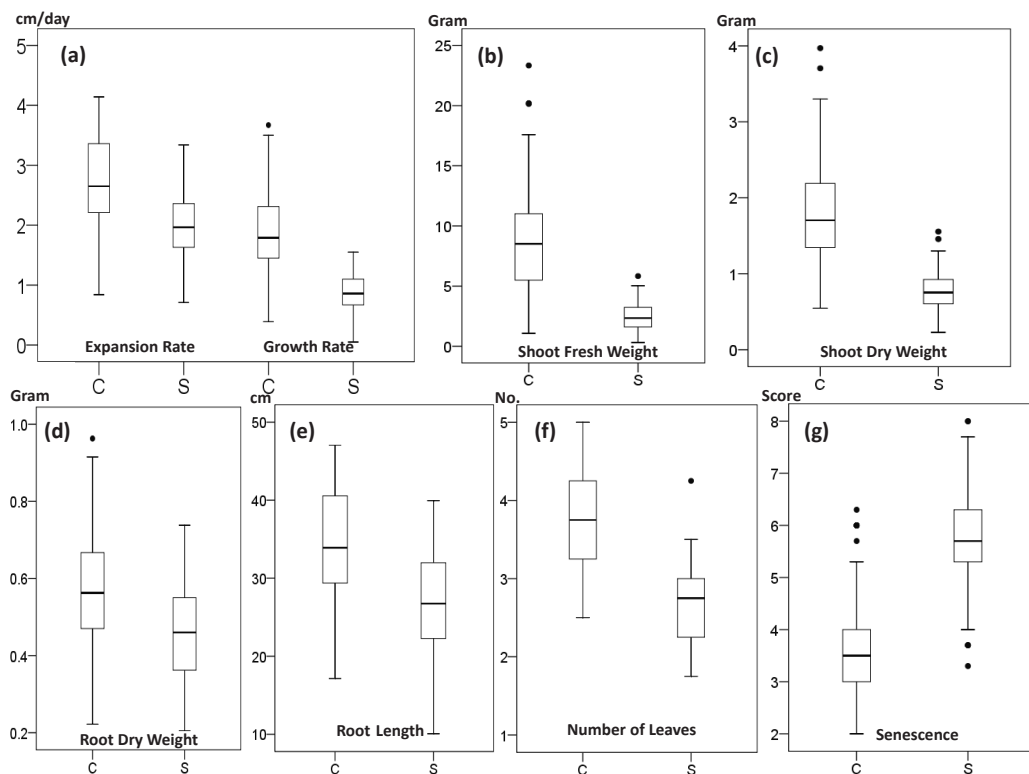 cm/day
(a)
5
4
3
2
1
0
Expansion Rate Growth Rate
C S C S
Gram
(b)
25
20
15
10
5
0
Shoot Fresh Weight
C S
Gram
(c)
4
3
2
1
0
Shoot Dry Weight
C S
Gram
(d)
1.0
0.8
0.6
0.4
0.2
Root Dry Weight
C S
cm
(e)
50
40
30
20
10
Root Length
C S
No.
(f)
5
4
3
2
1
Number of Leaves
C S
Score
(g)
8
7
6
5
4
3
2
Senescence
C S